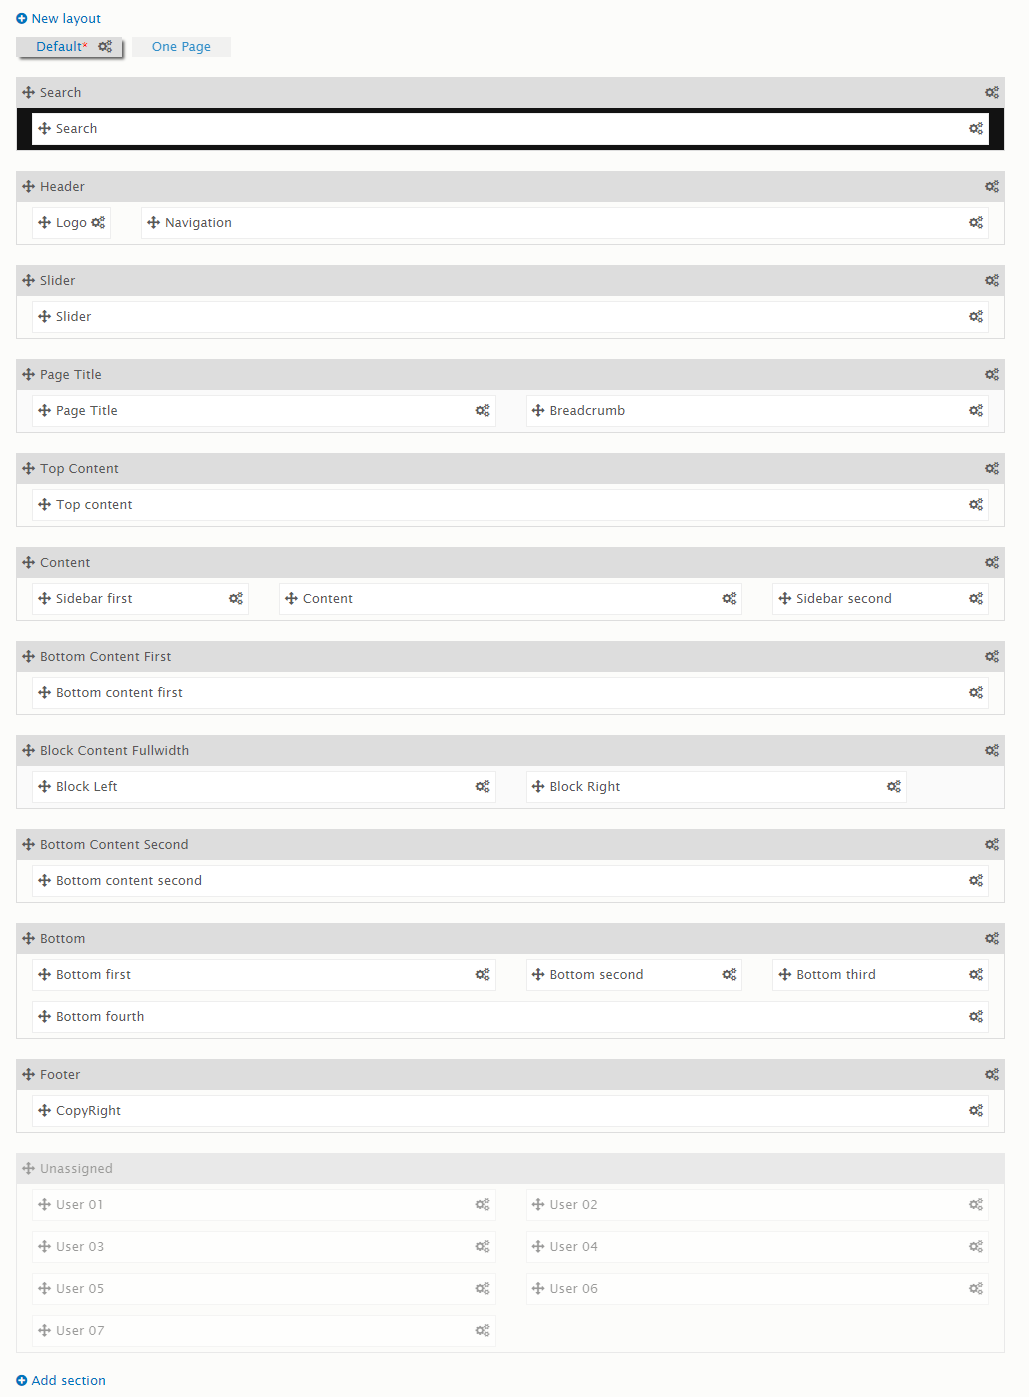 New layout
Default* One Page
Search
Search
Header
Logo Navigation
Slider
Slider
Page Title
Page Title Breadcrumb
Top Content
Top content
Content
Sidebar first Content Sidebar second
Bottom Content First
Bottom content first
Block Content Fullwidth
Block Left Block Right
Bottom Content Second
Bottom content second
Bottom
Bottom first Bottom second Bottom third
Bottom fourth
Footer
CopyRight
Unassigned
User 01 User 02
User 03 User 04
User 05 User 06
User 07
Add section